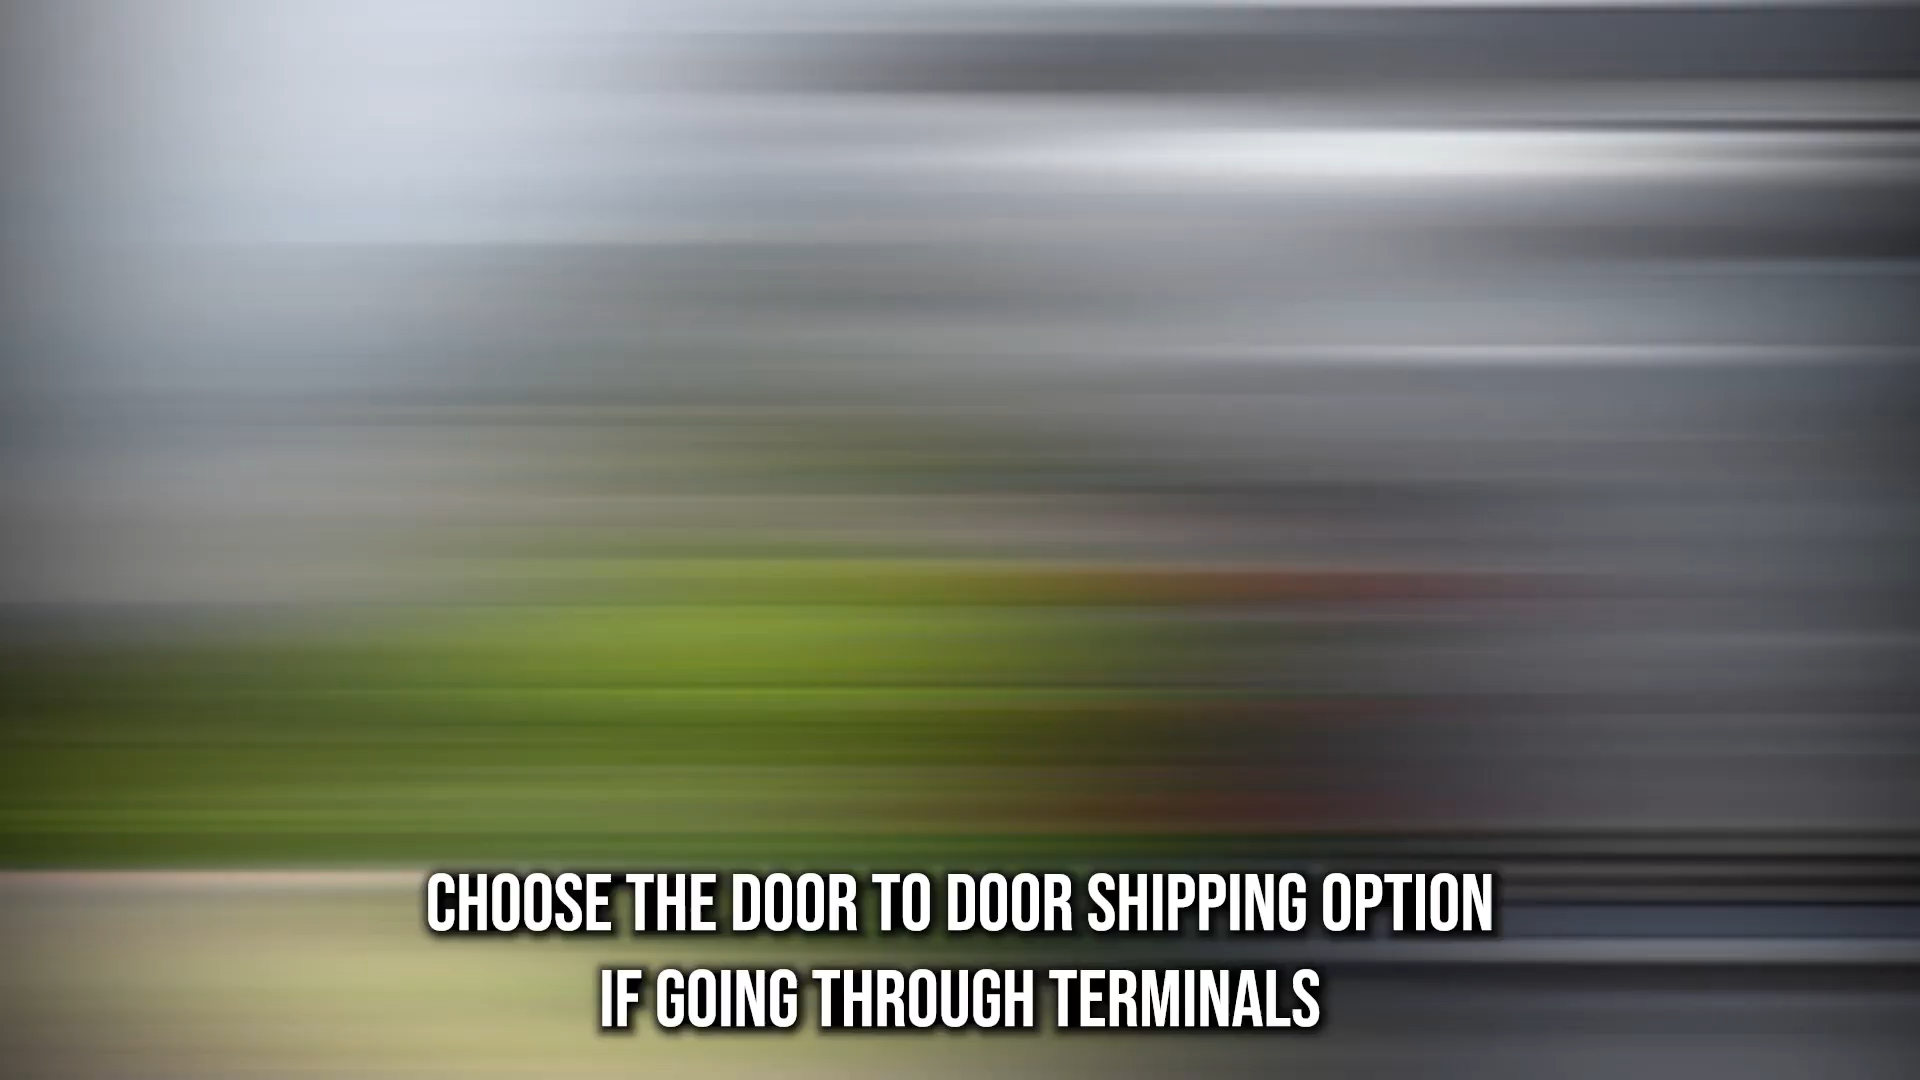 CHOOSE THE DOOR TO DOOR SHIPPING OPTION
IF GOING THROUGH TERMINALS